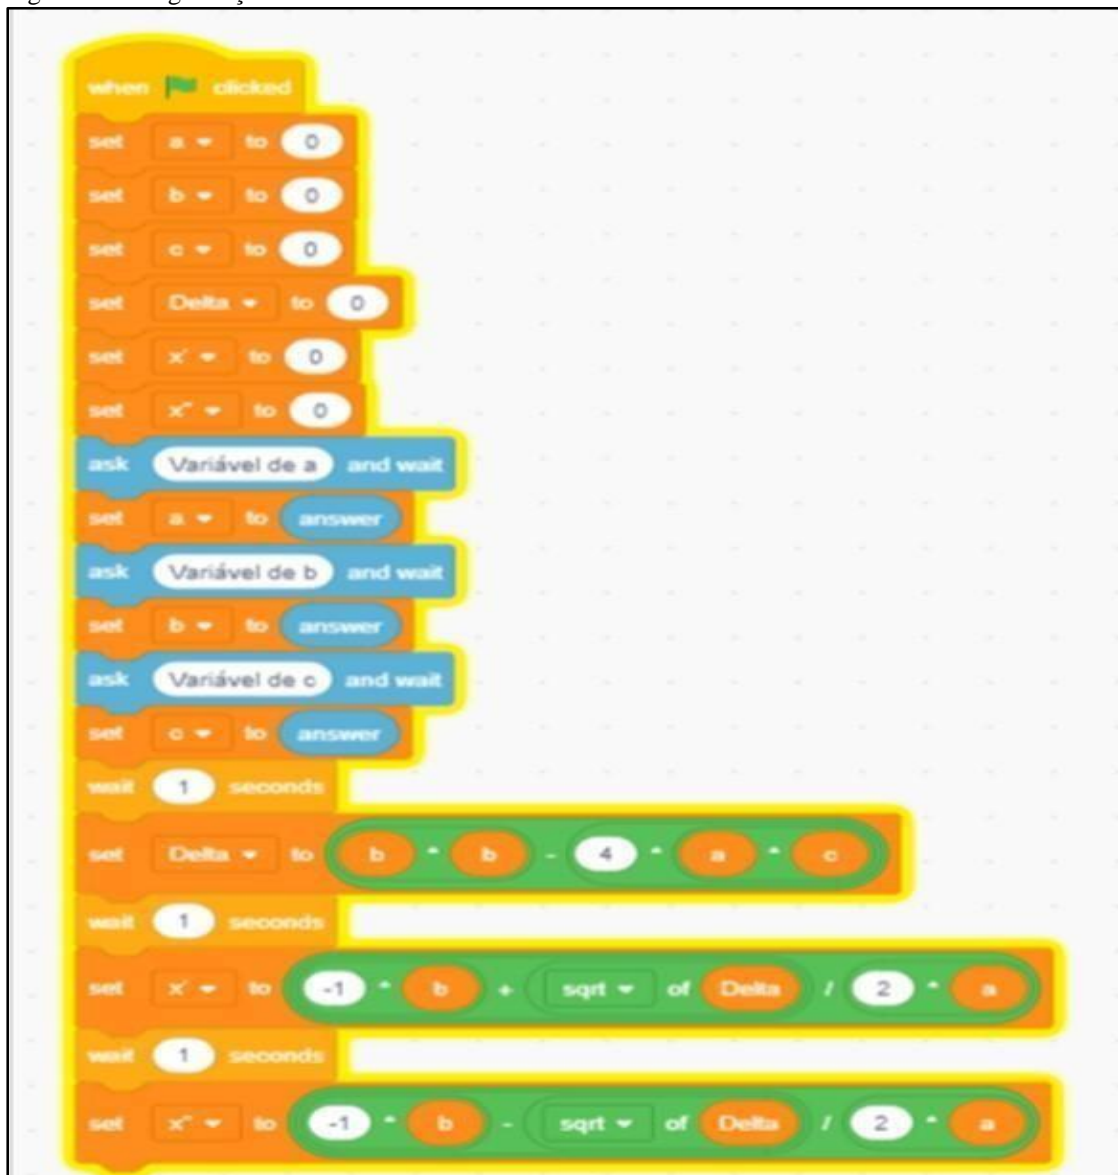 when clicked
set a to 0
set b to 0
set c to 0
set Delta to 0
set x' to 0
set x" to 0
ask Variável de a and wait
set a to answer
ask Variável de b and wait
set b to answer
ask Variável de c and wait
set c to answer
wait 1 seconds
set Delta to b * b - 4 * a * c
wait 1 seconds
set x' to -1 * b + sqrt of Delta / 2 * a
wait 1 seconds
set x" to -1 * b - sqrt of Delta / 2 * a